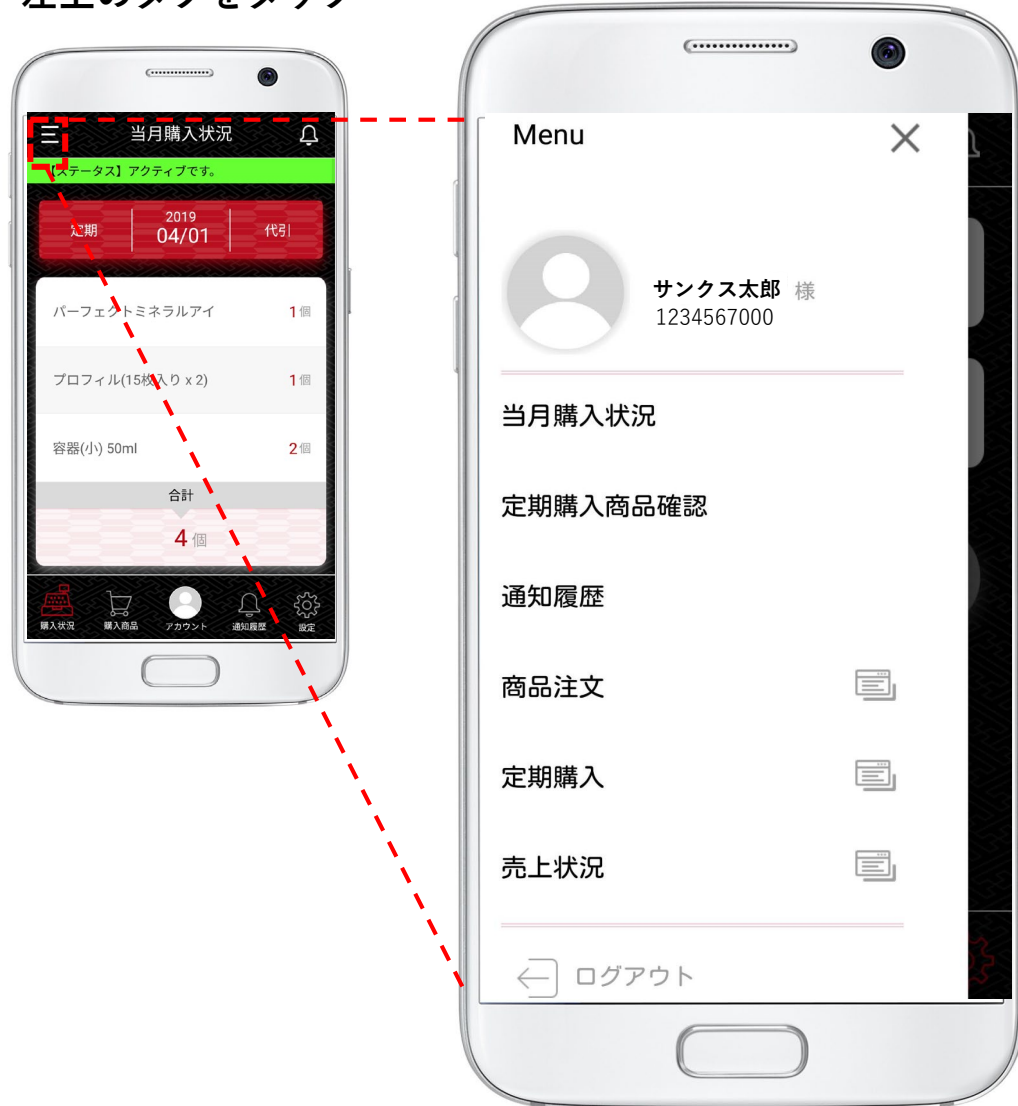 左上のタブをタップ
当月購入状況
【ステータス】アクティブです。
定期
2019
04/01
代引
パーフェクトミネラルアイ
1個
プロフィル(15枚入り x 2)
1個
容器(小) 50ml
2個
合計
4個
購入状況
購入商品
アカウント
通知履歴
設定
Menu
サンクス太郎 様
1234567000
当月購入状況
定期購入商品確認
通知履歴
商品注文
定期購入
売上状況
ログアウト